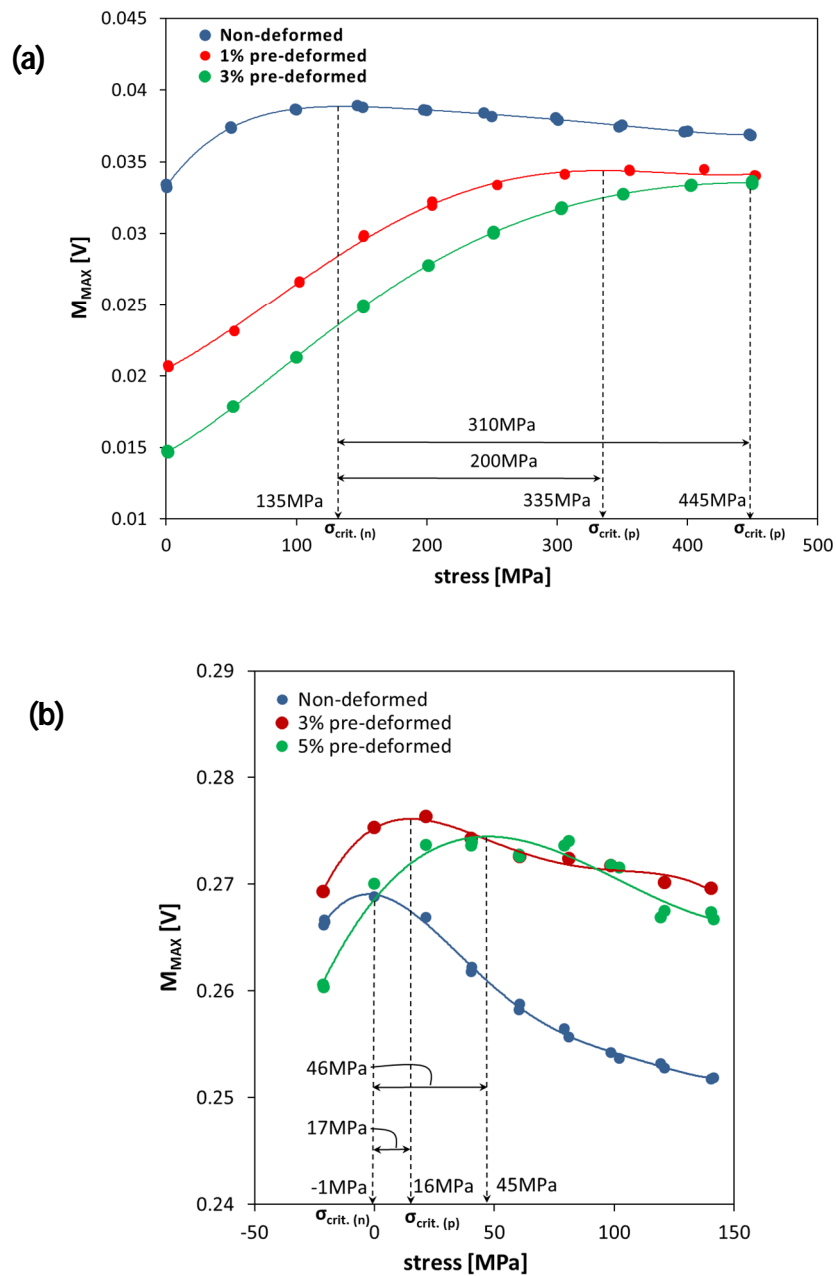 (a)
0.045
Non-deformed
1% pre-deformed
3% pre-deformed
0.04
0.035
0.03
M_MAX [V]
0.025
0.02
0.015
0.01
310MPa
200MPa
135MPa
335MPa
445MPa
σcrit. (n)
σcrit. (p)
σcrit. (p)
0
100
200
300
400
500
stress [MPa]
(b)
0.29
Non-deformed
3% pre-deformed
5% pre-deformed
0.28
0.27
M_MAX [V]
0.26
0.25
0.24
46MPa
17MPa
-1MPa
16MPa
45MPa
σcrit. (n)
σcrit. (p)
-50
0
50
100
150
stress [MPa]